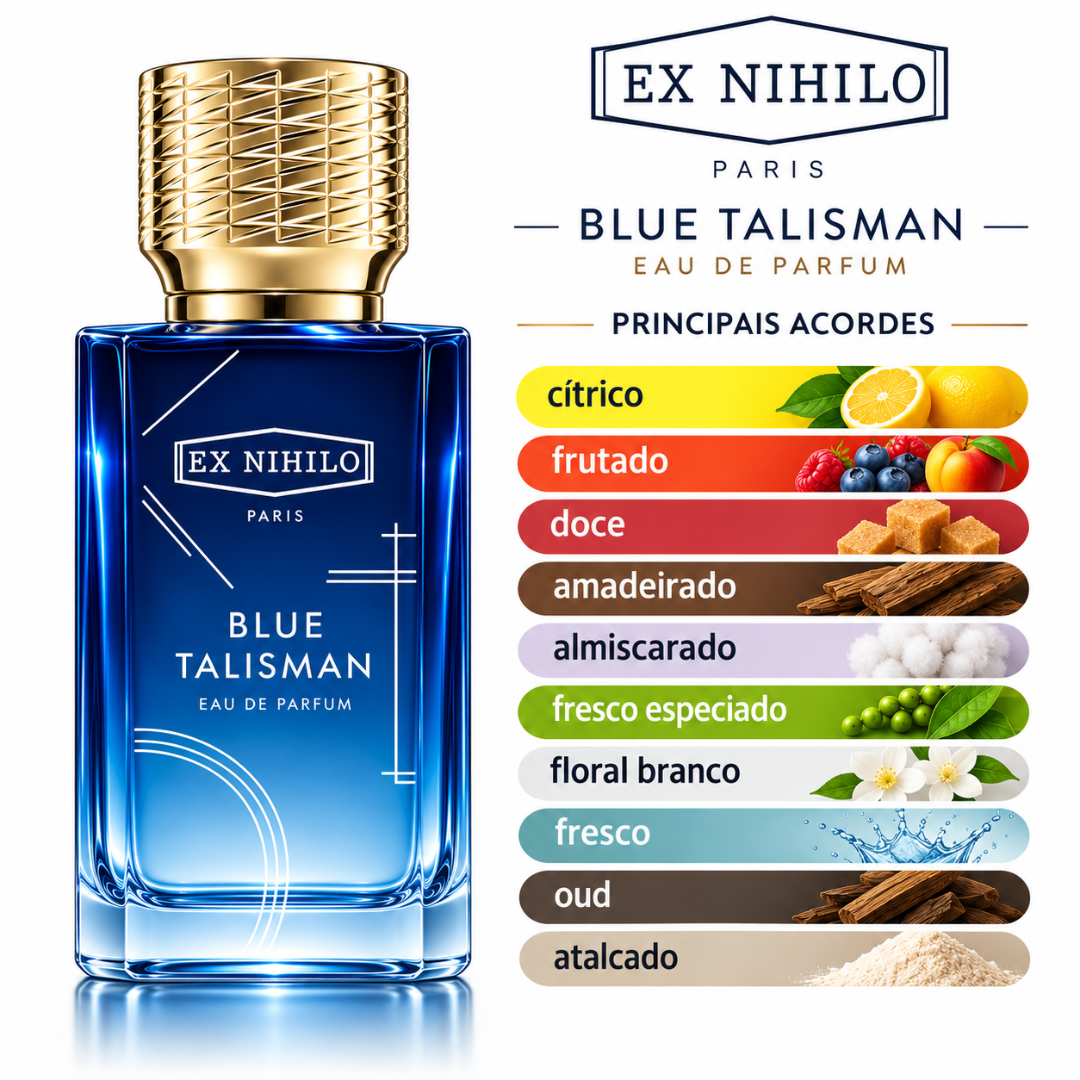 EX NIHILO
PARIS
BLUE
TALISMAN
EAU DE PARFUM
EX NIHILO
PARIS
BLUE TALISMAN
EAU DE PARFUM
PRINCIPAIS ACORDES
cítrico
frutado
doce
amadeirado
almiscarado
fresco especiado
floral branco
fresco
oud
atalcado